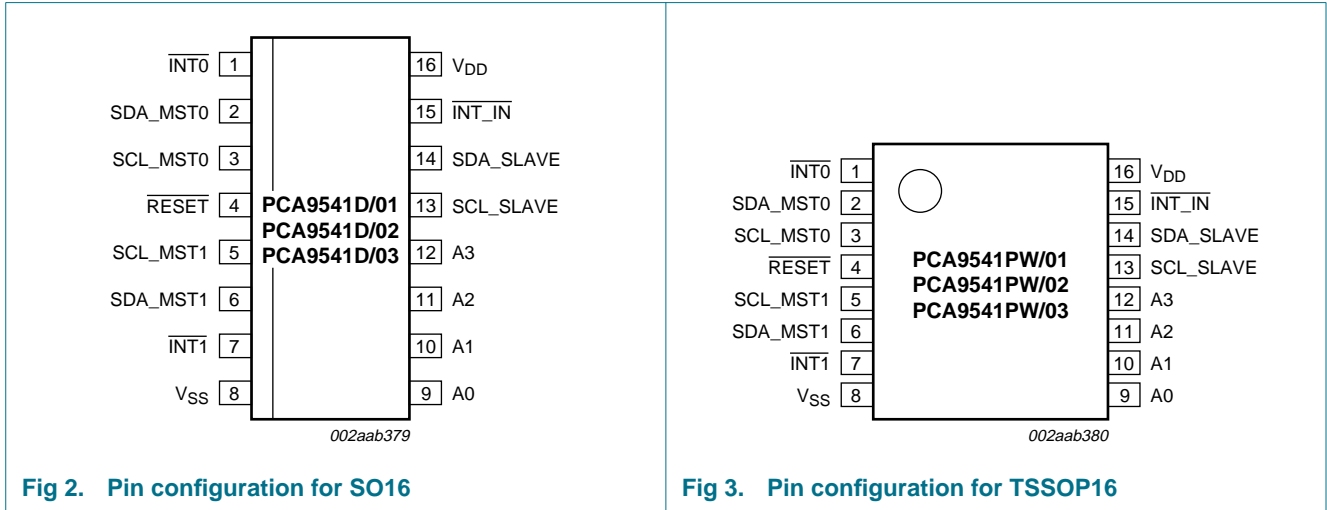 INT0 1
16 VDD
SDA_MST0 2
15 INT_IN
SCL_MST0 3
14 SDA_SLAVE
RESET 4
PCA9541D/01
13 SCL_SLAVE
PCA9541D/02
SCL_MST1 5
PCA9541D/03
12 A3
SDA_MST1 6
11 A2
INT1 7
10 A1
VSS 8
9 A0
002aab379
Fig 2. Pin configuration for SO16
INT0 1
16 VDD
SDA_MST0 2
15 INT_IN
SCL_MST0 3
14 SDA_SLAVE
RESET 4
PCA9541PW/01
13 SCL_SLAVE
PCA9541PW/02
SCL_MST1 5
PCA9541PW/03
12 A3
SDA_MST1 6
11 A2
INT1 7
10 A1
VSS 8
9 A0
002aab380
Fig 3. Pin configuration for TSSOP16